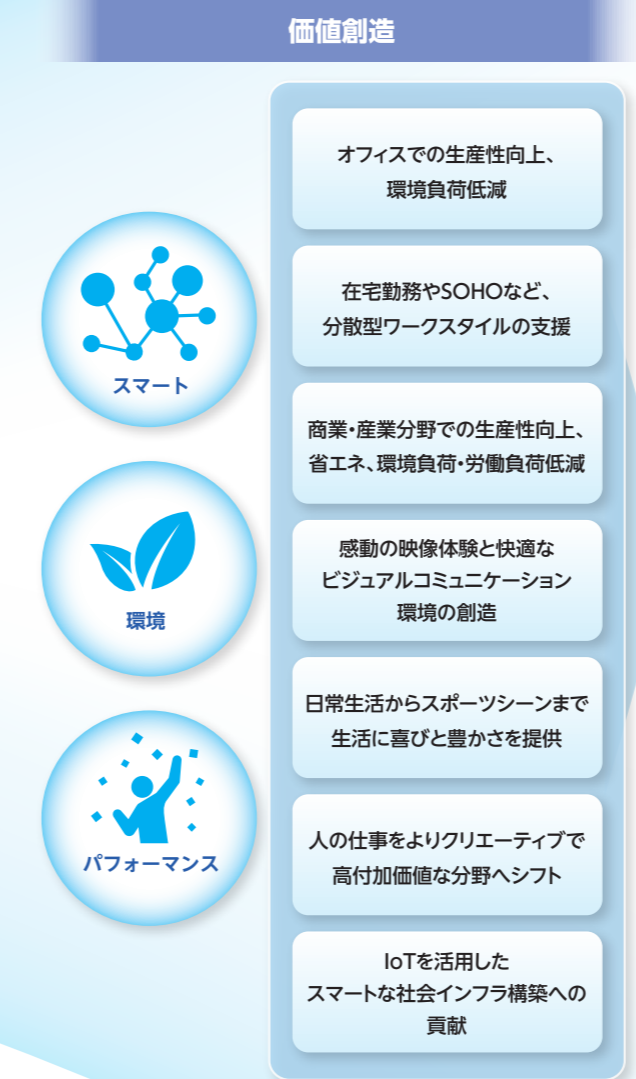 価値創造
スマート
環境
パフォーマンス
オフィスでの生産性向上、
環境負荷低減
在宅勤務やSOHOなど、
分散型ワークスタイルの支援
商業・産業分野での生産性向上、
省エネ、環境負荷・労働負荷低減
感動の映像体験と快適な
ビジュアルコミュニケーション
環境の創造
日常生活からスポーツシーンまで
生活に喜びと豊かさを提供
人の仕事をよりクリエーティブで
高付加価値な分野へシフト
IoTを活用した
スマートな社会インフラ構築への
貢献